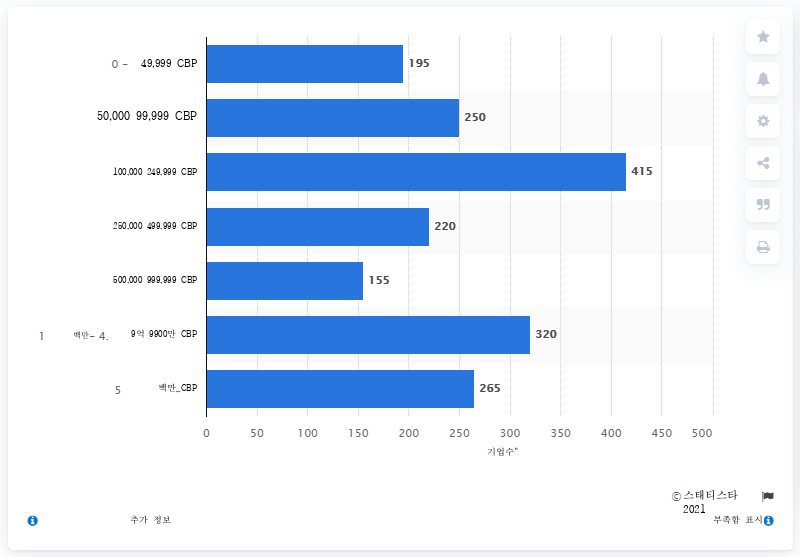 0 – 49,999 CBP 195
50,000 99,999 CBP 250
100,000 249,999 CBP 415
250,000 499,999 CBP 220
500,000 999,999 CBP 155
1 백만– 4. 9억 9900만 CBP 320
5 백만_CBP 265
0 50 100 150 200 250 300 350 400 450 500
기업수*
© 스태티스타
2021
추가 정보 부족함 표시